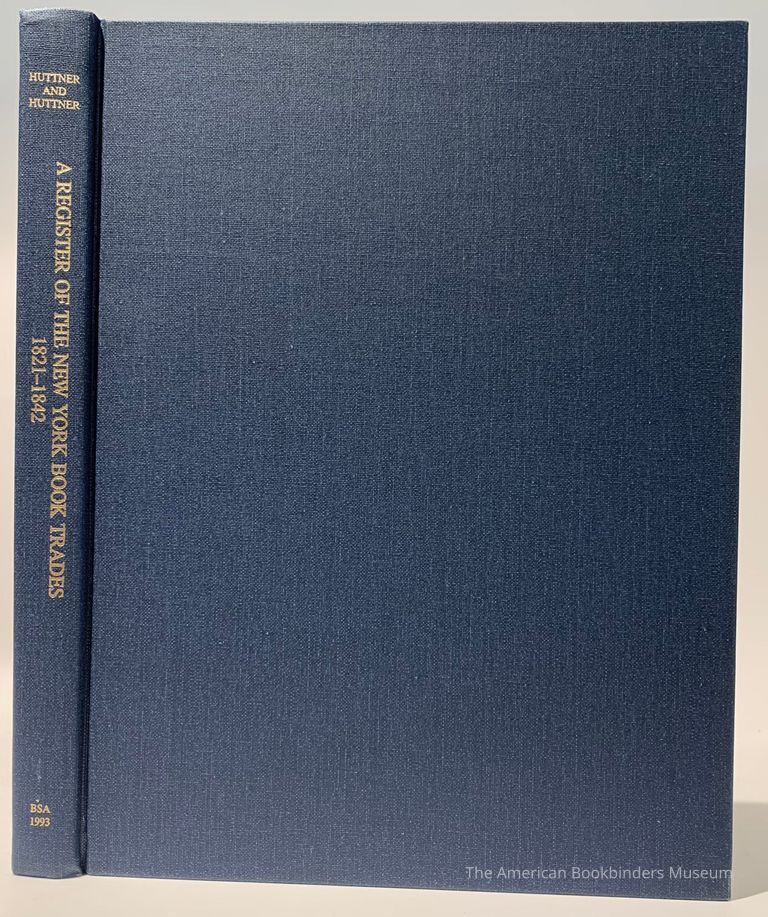 HUTTNER
AND
HUTTNER
A REGISTER OF THE NEW YORK BOOK TRADES
1821–1842
BSA
1993
The American Bookbinders Museum